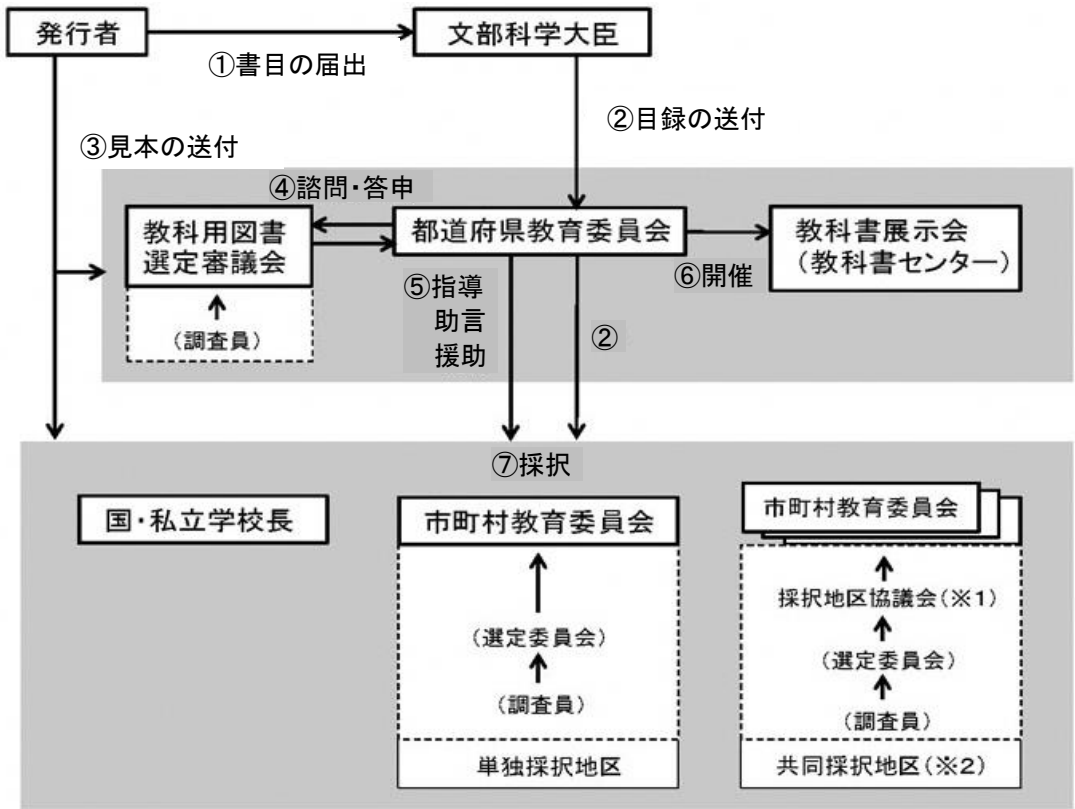 発行者
文部科学大臣
①書目の届出
②目録の送付
③見本の送付
④諮問・答申
教科用図書
選定審議会
(調査員)
都道府県教育委員会
教科書展示会
(教科書センター)
⑥開催
⑤指導
助言
援助
②
⑦採択
国・私立学校長
市町村教育委員会
(選定委員会)
(調査員)
単独採択地区
市町村教育委員会
採択地区協議会(※1)
(選定委員会)
(調査員)
共同採択地区(※2)